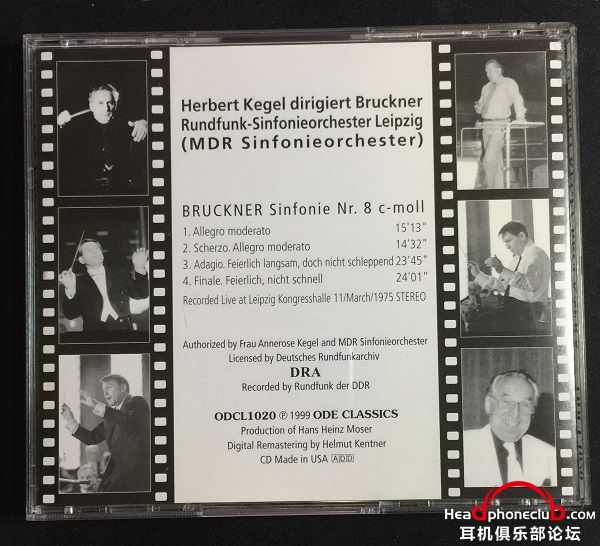 Herbert Kegel dirigiert Bruckner
Rundfunk-Sinfonieorchester Leipzig
(MDR Sinfonieorchester)
BRUCKNER Sinfonie Nr. 8 c-moll
1. Allegro moderato 15'13"
2. Scherzo. Allegro moderato 14'32"
3. Adagio. Feierlich langsam, doch nicht schleppend 23'45"
4. Finale. Feierlich, nicht schnell 24'01"
Recorded Live at Leipzig Kongresshalle 11/March/1975 STEREO
Authorized by Frau Annerose Kegel and MDR Sinfonieorchester
Licensed by Deutsches Rundfunkarchiv
DRA
Recorded by Rundfunk der DDR
ODCL1020 ℗ 1999 ODE CLASSICS
Production of Hans Heinz Moser
Digital Remastering by Helmut Kentner
CD Made in USA ADD
Headphoneclub.com
耳机俱乐部论坛